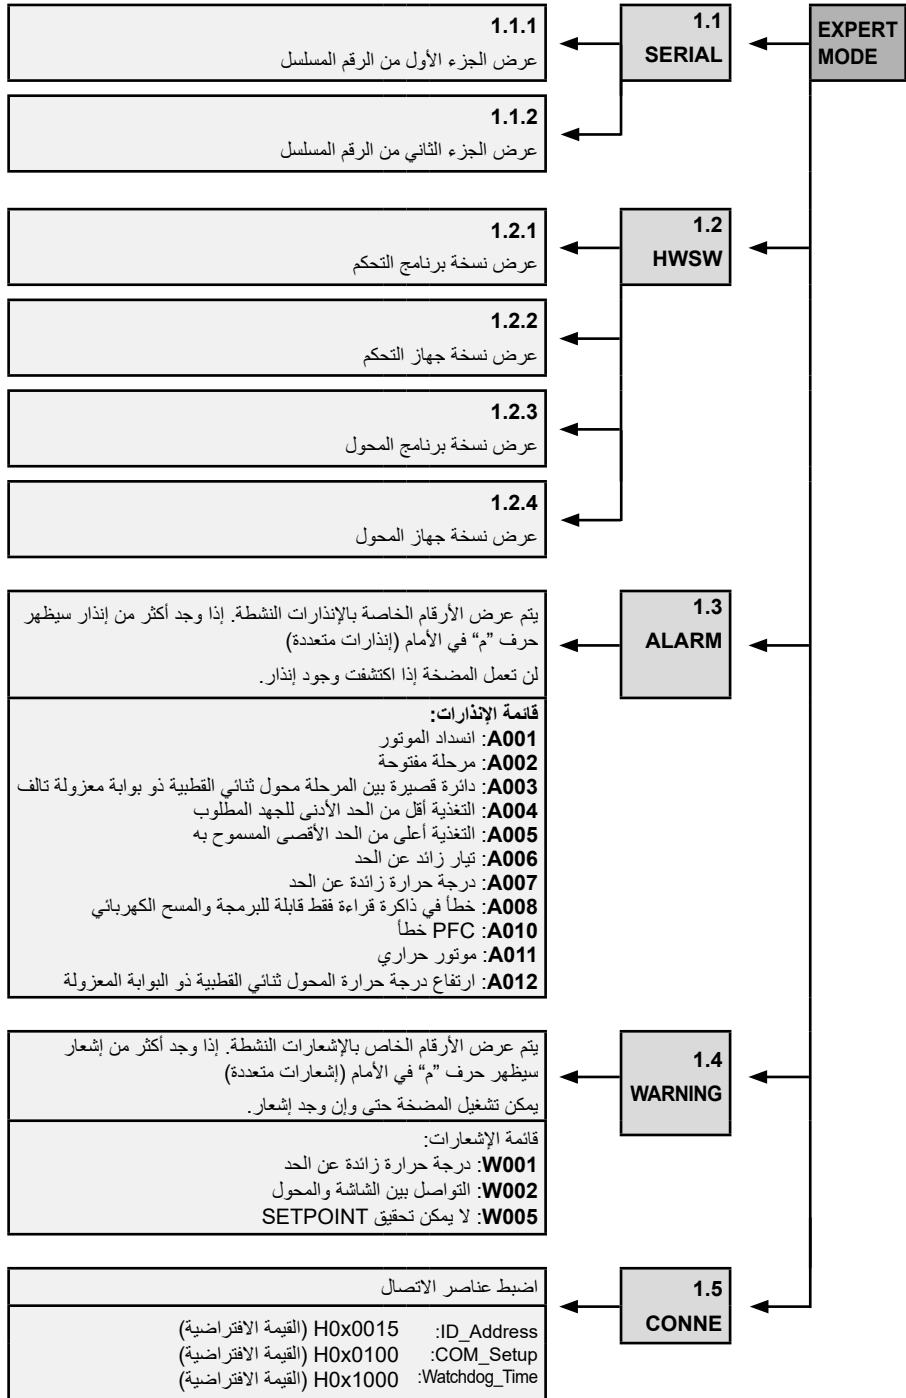 EXPERT
MODE
1.1
SERIAL
1.1.1
عرض الجزء الأول من الرقم المسلسل
1.1.2
عرض الجزء الثاني من الرقم المسلسل
1.2
HWSW
1.2.1
عرض نسخة برنامج التحكم
1.2.2
عرض نسخة جهاز التحكم
1.2.3
عرض نسخة برنامج المحول
1.2.4
عرض نسخة جهاز المحول
1.3
ALARM
يتم عرض الأرقام الخاصة بالإنذارات النشطة. إذا وجد أكثر من إنذار سيظهر
حرف "م" في الأمام (إنذارات متعددة)
لن تعمل المضخة إذا اكتشفت وجود إنذار.
قائمة الإنذارات:
A001: انسداد الموتور
A002: مرحلة مفتوحة
A003: دائرة قصيرة بين المرحلة محول ثنائي القطبية ذو بوابة معزولة تالف
A004: التغذية أقل من الحد الأدنى للجهد المطلوب
A005: التغذية أعلى من الحد الأقصى المسموح به
A006: تيار زائد عن الحد
A007: درجة حرارة زائدة عن الحد
A008: خطأ في ذاكرة قراءة فقط قابلة للبرمجة والمسح الكهربائي
A010: PFC خطأ
A011: موتور حراري
A012: ارتفاع درجة حرارة المحول ثنائي القطبية ذو البوابة المعزولة
1.4
WARNING
يتم عرض الأرقام الخاص بالإشعارات النشطة. إذا وجد أكثر من إشعار
سيظهر حرف "م" في الأمام (إشعارات متعددة)
يمكن تشغيل المضخة حتى وإن وجد إشعار.
قائمة الإشعارات:
W001: درجة حرارة زائدة عن الحد
W002: التواصل بين الشاشة والمحول
W005: لا يمكن تحقيق SETPOINT
1.5
CONNE
اضبط عناصر الاتصال
ID_Address: H0x0015 (القيمة الافتراضية)
COM_Setup: H0x0100 (القيمة الافتراضية)
Watchdog_Time: H0x1000 (القيمة الافتراضية)